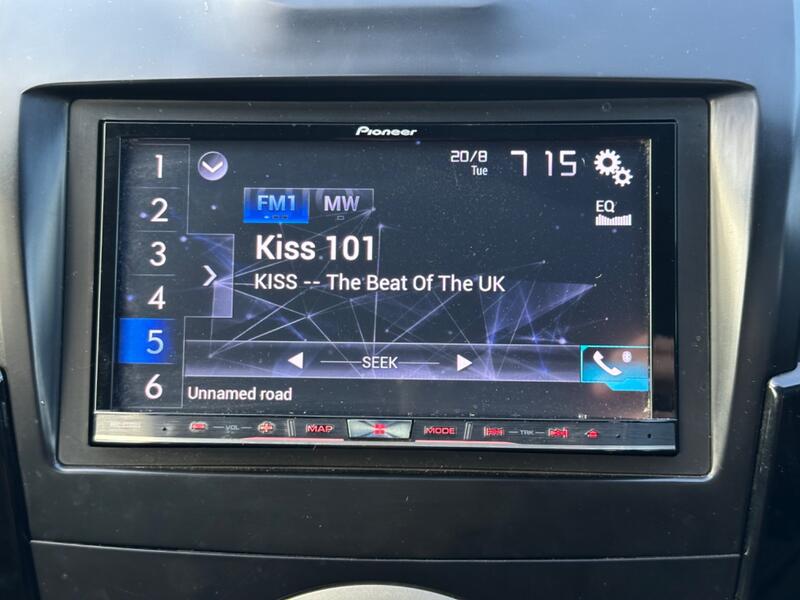 Pioneer
1
20/8
Tue
7 15
2
FM1 MW
EQ
3
Kiss 101
KISS -- The Beat Of The UK
4
5
SEEK
6
Unnamed road
VOL
MAP
MODE
TRK